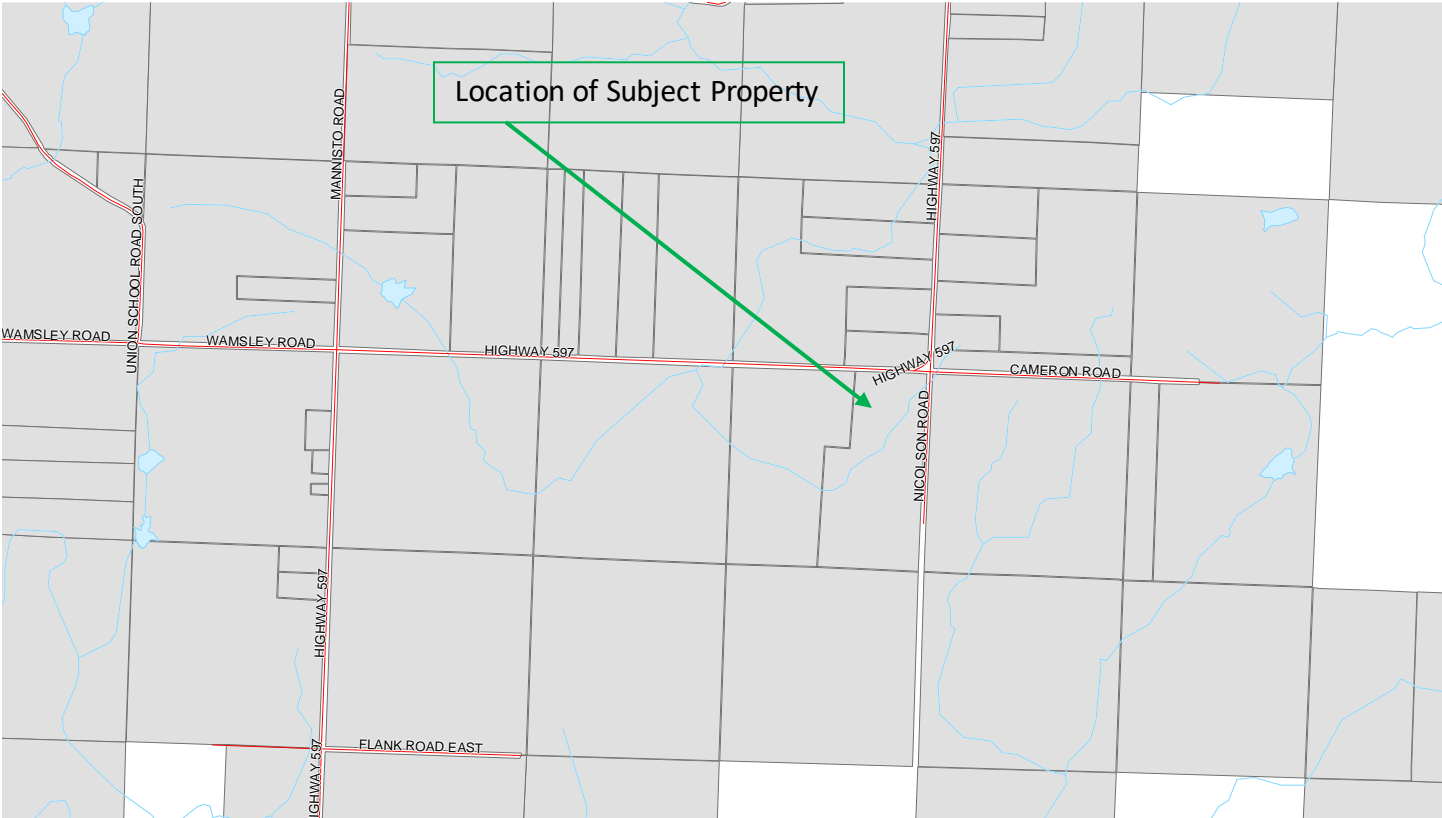 Location of Subject Property
MANNISTO ROAD
HIGHWAY 597
UNION SCHOOL ROAD SOUTH
WAMSLEY ROAD
WAMSLEY ROAD
HIGHWAY 597
HIGHWAY 597
CAMERON ROAD
NICOLSON ROAD
HIGHWAY 597
FLANK ROAD EAST
IGHWAY 597